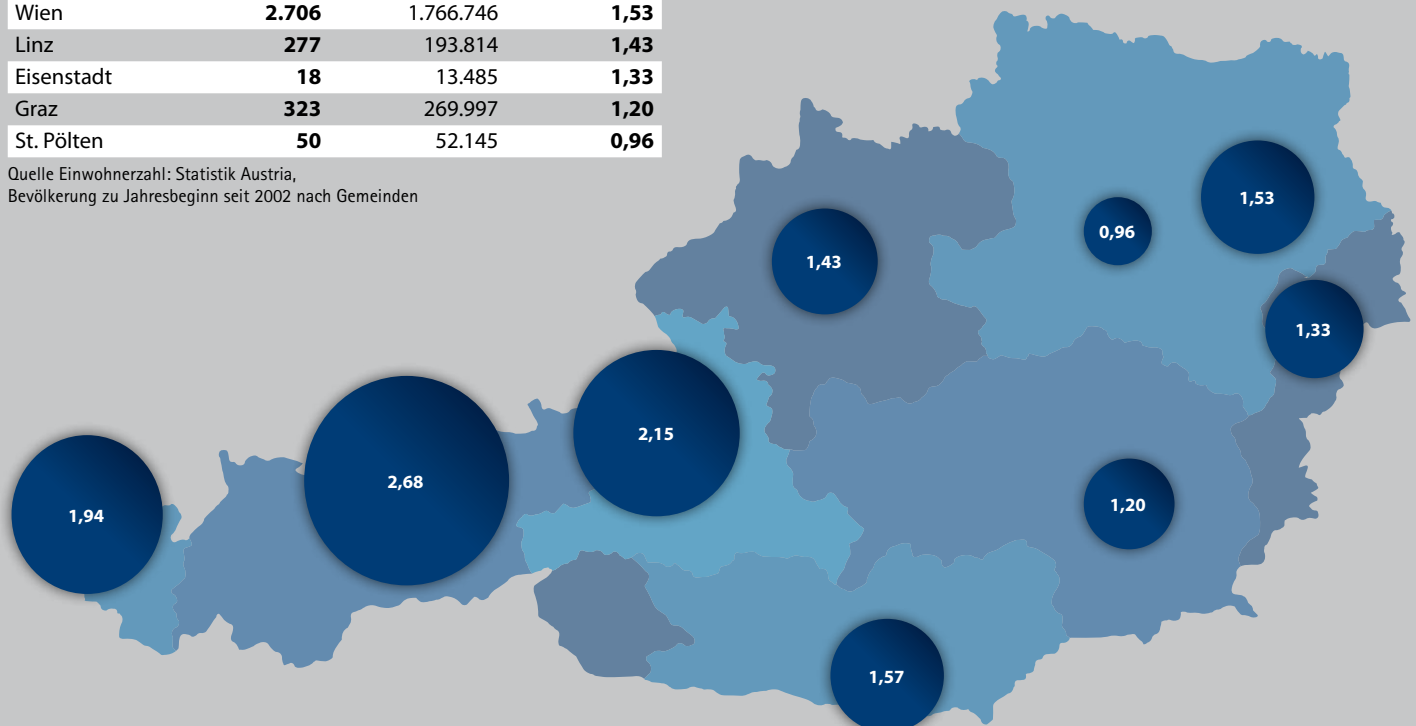 Wien 2.706 1.766.746 1,53
Linz 277 193.814 1,43
Eisenstadt 18 13.485 1,33
Graz 323 269.997 1,20
St. Pölten 50 52.145 0,96
Quelle Einwohnerzahl: Statistik Austria,
Bevölkerung zu Jahresbeginn seit 2002 nach Gemeinden
1,53
0,96
1,43
1,33
2,15
2,68
1,94
1,20
1,57